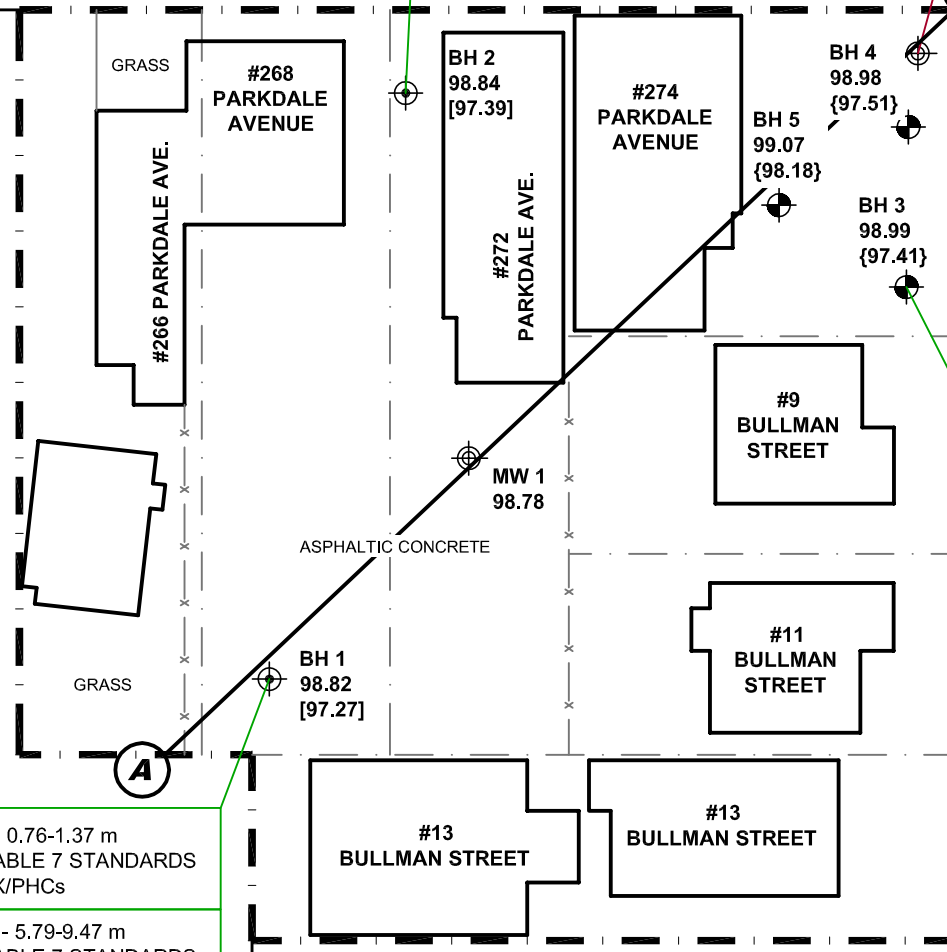 GRASS
#268
PARKDALE
AVENUE
#266 PARKDALE AVE.
BH 2
98.84
[97.39]
#272
PARKDALE AVE.
#274
PARKDALE
AVENUE
BH 4
98.98
{97.51}
BH 5
99.07
{98.18}
BH 3
98.99
{97.41}
#9
BULLMAN
STREET
MW 1
98.78
ASPHALTIC CONCRETE
#11
BULLMAN
STREET
BH 1
98.82
[97.27]
GRASS
A
0.76-1.37 m
ABLE 7 STANDARDS
X/PHCs
- 5.79-9.47 m
#13
BULLMAN STREET
#13
BULLMAN STREET